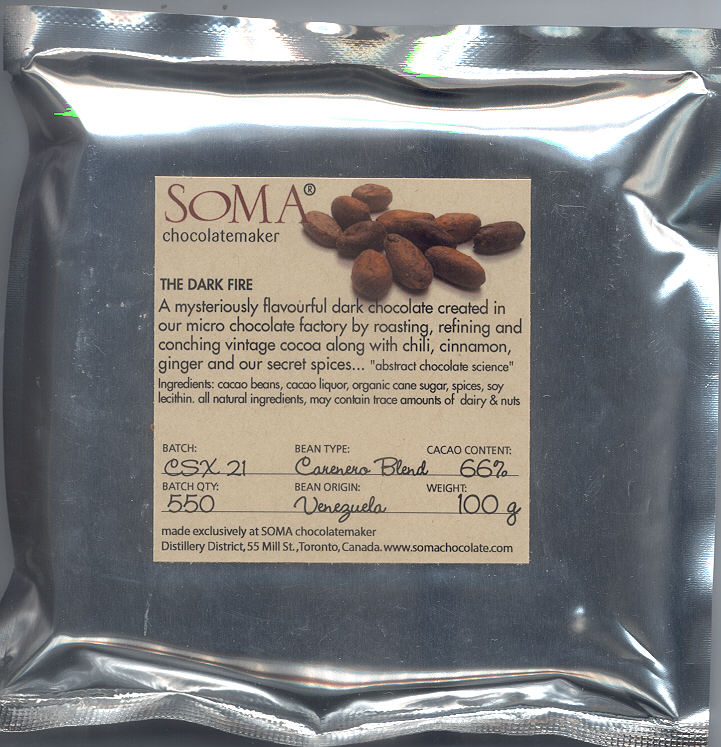 SOMA®
chocolatemaker
THE DARK FIRE
A mysteriously flavourful dark chocolate created in
our micro chocolate factory by roasting, refining and
conching vintage cocoa along with chili, cinnamon,
ginger and our secret spices... "abstract chocolate science"
Ingredients: cacao beans, cacao liquor, organic cane sugar, spices, soy
lecithin. all natural ingredients, may contain trace amounts of dairy & nuts
BATCH: BEAN TYPE: CACAO CONTENT:
CSX 21 Carenero Blend 66%
BATCH QTY: BEAN ORIGIN: WEIGHT:
550 Venezuela 100 g
made exclusively at SOMA chocolatemaker
Distillery District, 55 Mill St., Toronto, Canada. www.somachocolate.com